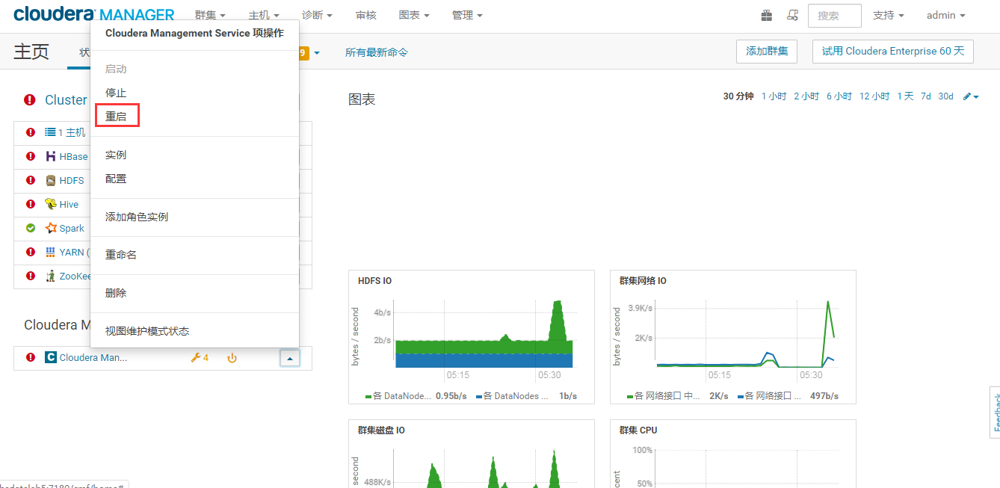 cloudera MANAGER 群集 主机 诊断 审核 图表 管理 搜索 支持 admin
Cloudera Management Service 项操作
主页 状 9 所有最新命令 添加群集 试用 Cloudera Enterprise 60 天
启动
停止
重启
实例
配置
添加角色实例
重命名
删除
视图维护模式状态
Cluster
1 主机
HBase
HDFS
Hive
Spark
YARN (
ZooKee
Cloudera M
Cloudera Man... 4
图表
30 分钟 1 小时 2 小时 6 小时 12 小时 1 天 7d 30d
HDFS IO
bytes / second
4b/s
2b/s
05:15 05:30
各 DataNode... 0.95b/s 各 DataNodes ... 1b/s
群集网络 IO
bytes / second
3.9K/s
2K/s
05:15 05:30
各 网络接口 中... 2K/s 各 网络接口 ... 497b/s
群集磁盘 IO
second
488K/s
群集 CPU
cent
100%
50%
Feedback